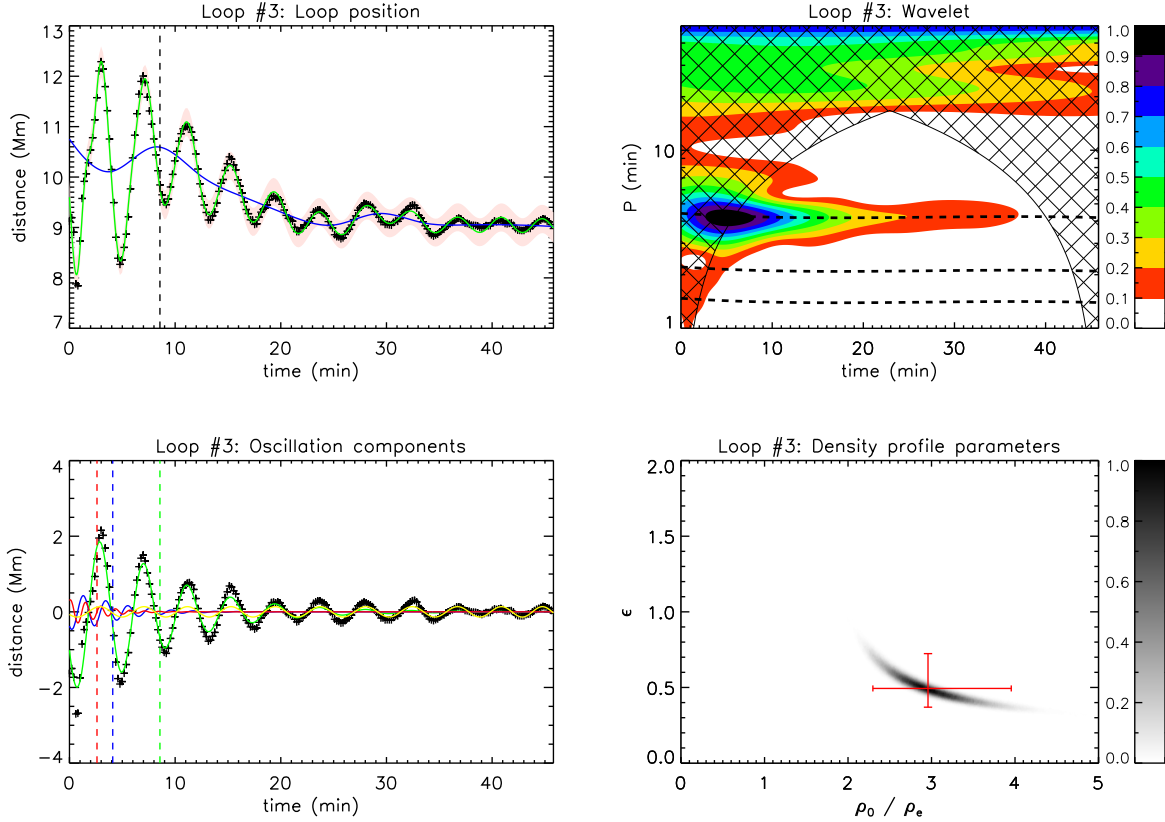 Loop #3: Loop position
13
12
11
10
9
8
7
distance (Mm)
0 10 20 30 40
time (min)
Loop #3: Wavelet
10
1
P (min)
0 10 20 30 40
time (min)
1.0
0.9
0.8
0.7
0.6
0.5
0.4
0.3
0.2
0.1
0.0
Loop #3: Oscillation components
4
2
0
−2
−4
distance (Mm)
0 10 20 30 40
time (min)
Loop #3: Density profile parameters
2.0
1.5
1.0
0.5
0.0
ϵ
0 1 2 3 4 5
ρ₀ / ρₑ
1.0
0.8
0.6
0.4
0.2
0.0